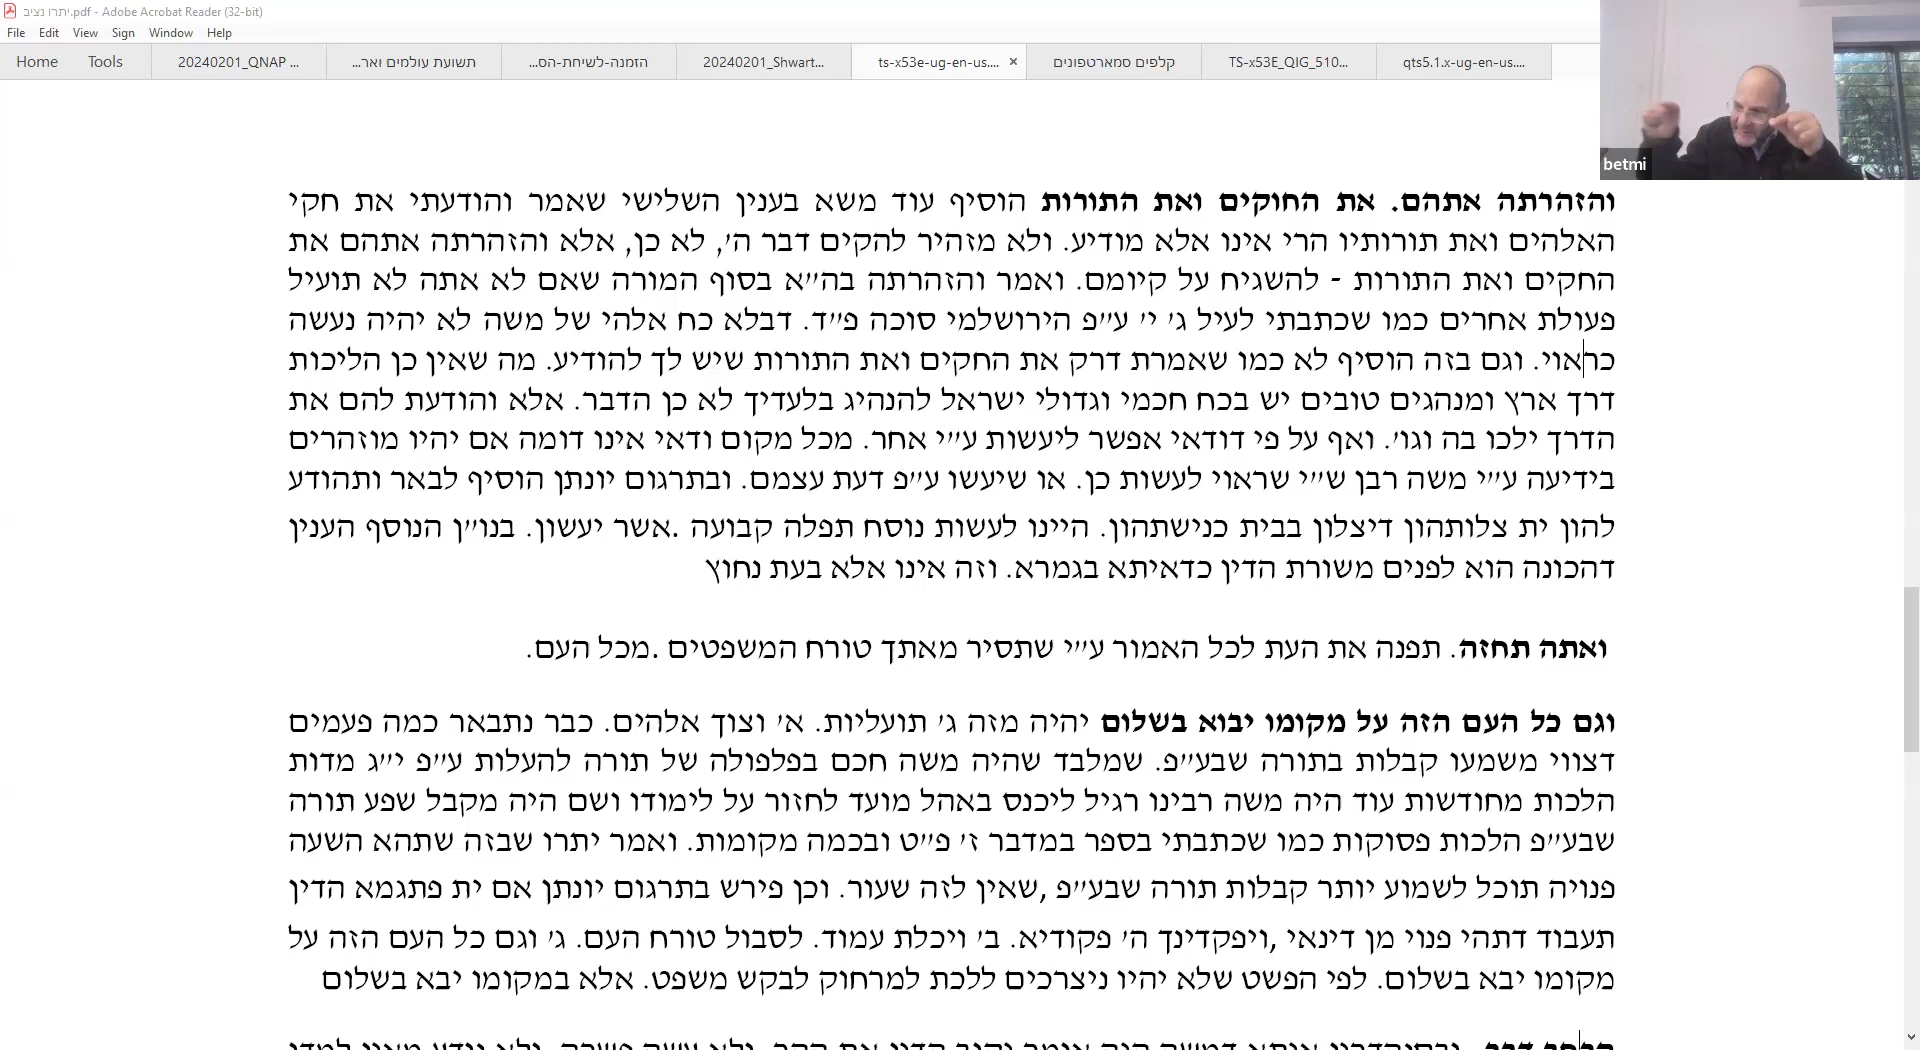 יתרו נציב.pdf - Adobe Acrobat Reader (32-bit)
File Edit View Sign Window Help
Home Tools 20240201_QNAP ... תשועת עולמים ואר... הזמנה-לשיחת-הס... 20240201_Shwart... ts-x53e-ug-en-us.... × קלפים סמארטפונים TS-x53E_QIG_510... qts5.1.x-ug-en-us....
betmi
והזהרתה אתהם. את החוקים ואת התורות הוסיף עוד משא בענין השלישי שאמר והודעתי את חקי
האלהים ואת תורותיו הרי אינו אלא מודיע. ולא מזהיר להקים דבר ה', לא כן, אלא והזהרתה אתהם את
החקים ואת התורות - להשגיח על קיומם. ואמר והזהרתה בה״א בסוף המורה שאם לא אתה לא תועיל
פעולת אחרים כמו שכתבתי לעיל ג' י' ע״פ הירושלמי סוכה פ״ד. דבלא כח אלהי של משה לא יהיה נעשה
כראוי. וגם בזה הוסיף לא כמו שאמרת דרק את החקים ואת התורות שיש לך להודיע. מה שאין כן הליכות
דרך ארץ ומנהגים טובים יש בכח חכמי וגדולי ישראל להנהיג בלעדיך לא כן הדבר. אלא והודעת להם את
הדרך ילכו בה וגו'. ואף על פי דודאי אפשר ליעשות ע״י אחר. מכל מקום ודאי אינו דומה אם יהיו מוזהרים
בידיעה ע״י משה רבן ש״י שראוי לעשות כן. או שיעשו ע״פ דעת עצמם. ובתרגום יונתן הוסיף לבאר ותהודע
להון ית צלותהון דיצלון בבית כנישתהון. היינו לעשות נוסח תפלה קבועה .אשר יעשון. בנו״ן הנוסף הענין
דהכונה הוא לפנים משורת הדין כדאיתא בגמרא. וזה אינו אלא בעת נחוץ
ואתה תחזה. תפנה את העת לכל האמור ע״י שתסיר מאתך טורח המשפטים .מכל העם.
וגם כל העם הזה על מקומו יבוא בשלום יהיה מזה ג' תועליות. א' וצוך אלהים. כבר נתבאר כמה פעמים
דצווי משמעו קבלות בתורה שבע״פ. שמלבד שהיה משה חכם בפלפולה של תורה להעלות ע״פ י״ג מדות
הלכות מחודשות עוד היה משה רבינו רגיל ליכנס באהל מועד לחזור על לימודו ושם היה מקבל שפע תורה
שבע״פ הלכות פסוקות כמו שכתבתי בספר במדבר ז' פ״ט ובכמה מקומות. ואמר יתרו שבזה שתהא השעה
פנויה תוכל לשמוע יותר קבלות תורה שבע״פ ,שאין לזה שעור. וכן פירש בתרגום יונתן אם ית פתגמא הדין
תעבוד דתהי פנוי מן דינאי ,ויפקדינך ה' פקודיא. ב' ויכלת עמוד. לסבול טורח העם. ג' וגם כל העם הזה על
מקומו יבא בשלום. לפי הפשט שלא יהיו ניצרכים ללכת למרחוק לבקש משפט. אלא במקומו יבא בשלום